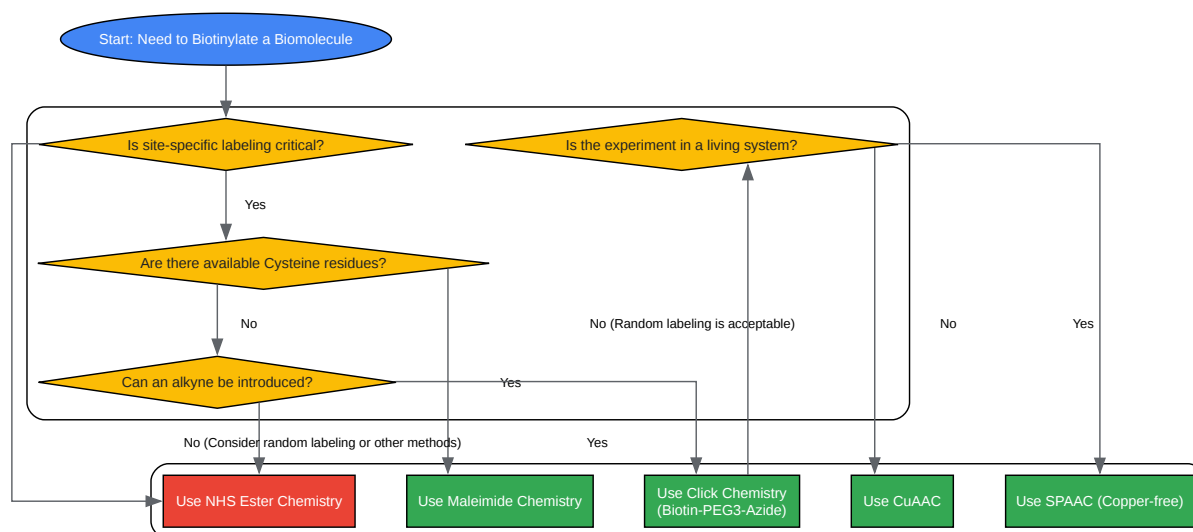 Start: Need to Biotinylate a Biomolecule
Is site-specific labeling critical?
Is the experiment in a living system?
Yes
Are there available Cysteine residues?
No
No (Random labeling is acceptable)
No
Yes
Can an alkyne be introduced?
Yes
No (Consider random labeling or other methods)
Yes
Use NHS Ester Chemistry
Use Maleimide Chemistry
Use Click Chemistry
(Biotin-PEG3-Azide)
Use CuAAC
Use SPAAC (Copper-free)